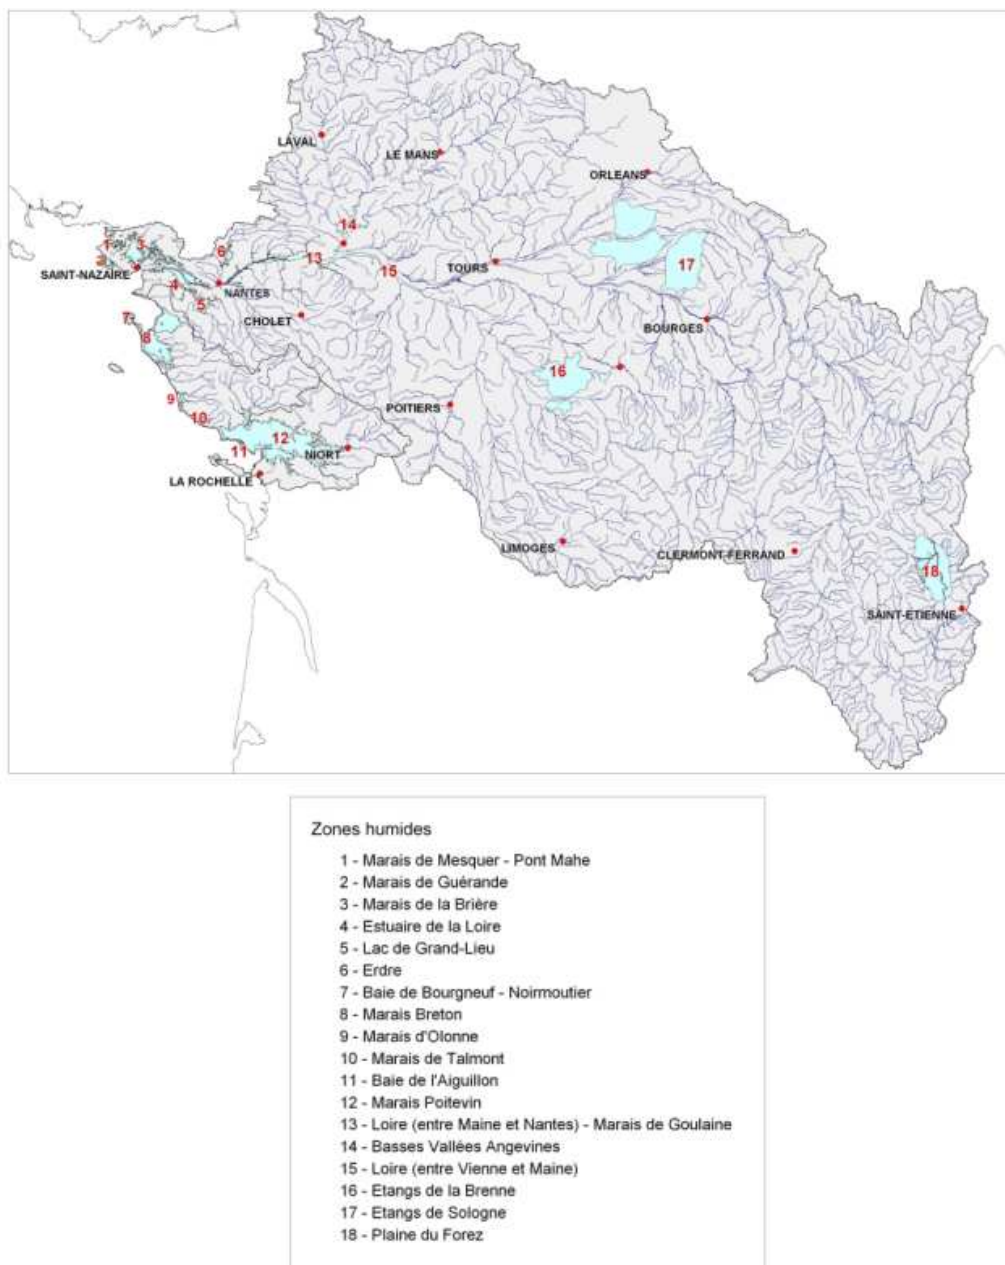 LAVAL
LE MANS
ORLEANS
14
1
3
6
2
13
15
17
SAINT-NAZAIRE
TOURS
4
NANTES
5
7
CHOLET
BOURGES
8
16
9
POITIERS
10
12
11
NIORT
LA ROCHELLE
LIMOGES
CLERMONT-FERRAND
18
SAINT-ETIENNE
Zones humides
1 - Marais de Mesquer - Pont Mahe
2 - Marais de Guérande
3 - Marais de la Brière
4 - Estuaire de la Loire
5 - Lac de Grand-Lieu
6 - Erdre
7 - Baie de Bourgneuf - Noirmoutier
8 - Marais Breton
9 - Marais d'Olonne
10 - Marais de Talmont
11 - Baie de l'Aiguillon
12 - Marais Poitevin
13 - Loire (entre Maine et Nantes) - Marais de Goulaine
14 - Basses Vallées Angevines
15 - Loire (entre Vienne et Maine)
16 - Etangs de la Brenne
17 - Etangs de Sologne
18 - Plaine du Forez